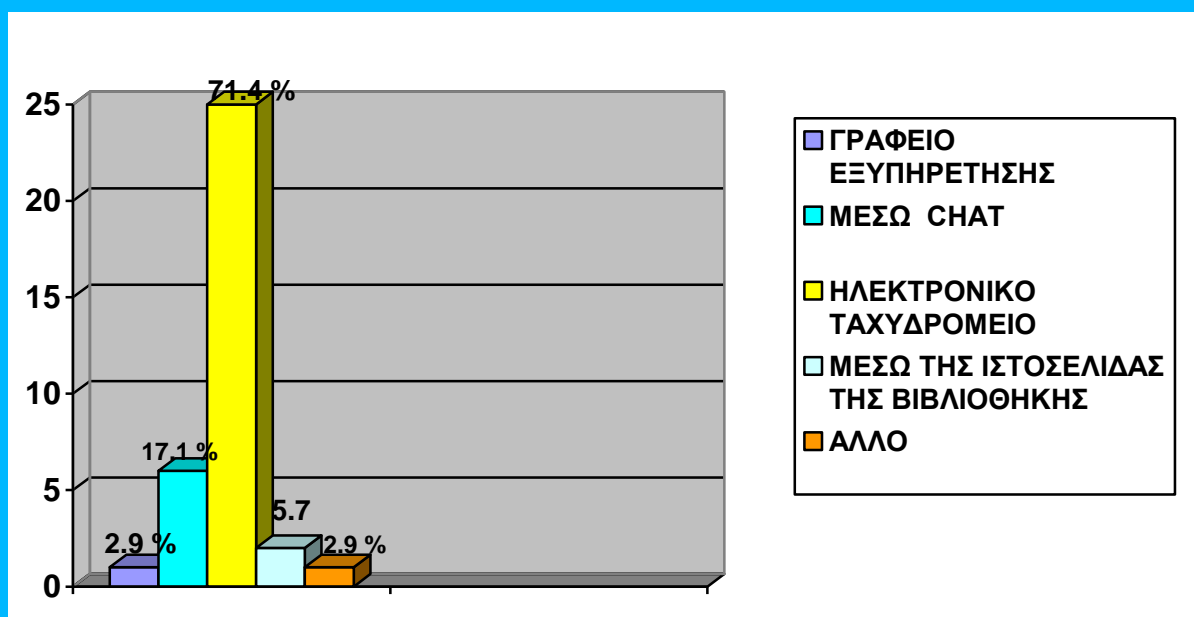 71.4 %
25
20
15
10
5
0
17.1 %
5.7
2.9 %
2.9 %
ΓΡΑΦΕΙΟ
ΕΞΥΠΗΡΕΤΗΣΗΣ
ΜΕΣΩ CHAT
ΗΛΕΚΤΡΟΝΙΚΟ
ΤΑΧΥΔΡΟΜΕΙΟ
ΜΕΣΩ ΤΗΣ ΙΣΤΟΣΕΛΙΔΑΣ
ΤΗΣ ΒΙΒΛΙΟΘΗΚΗΣ
ΑΛΛΟ